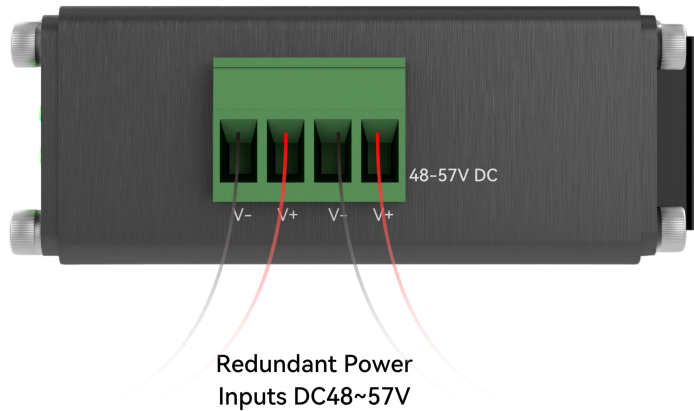 48-57V DC
V- V+ V- V+
Redundant Power
Inputs DC48~57V